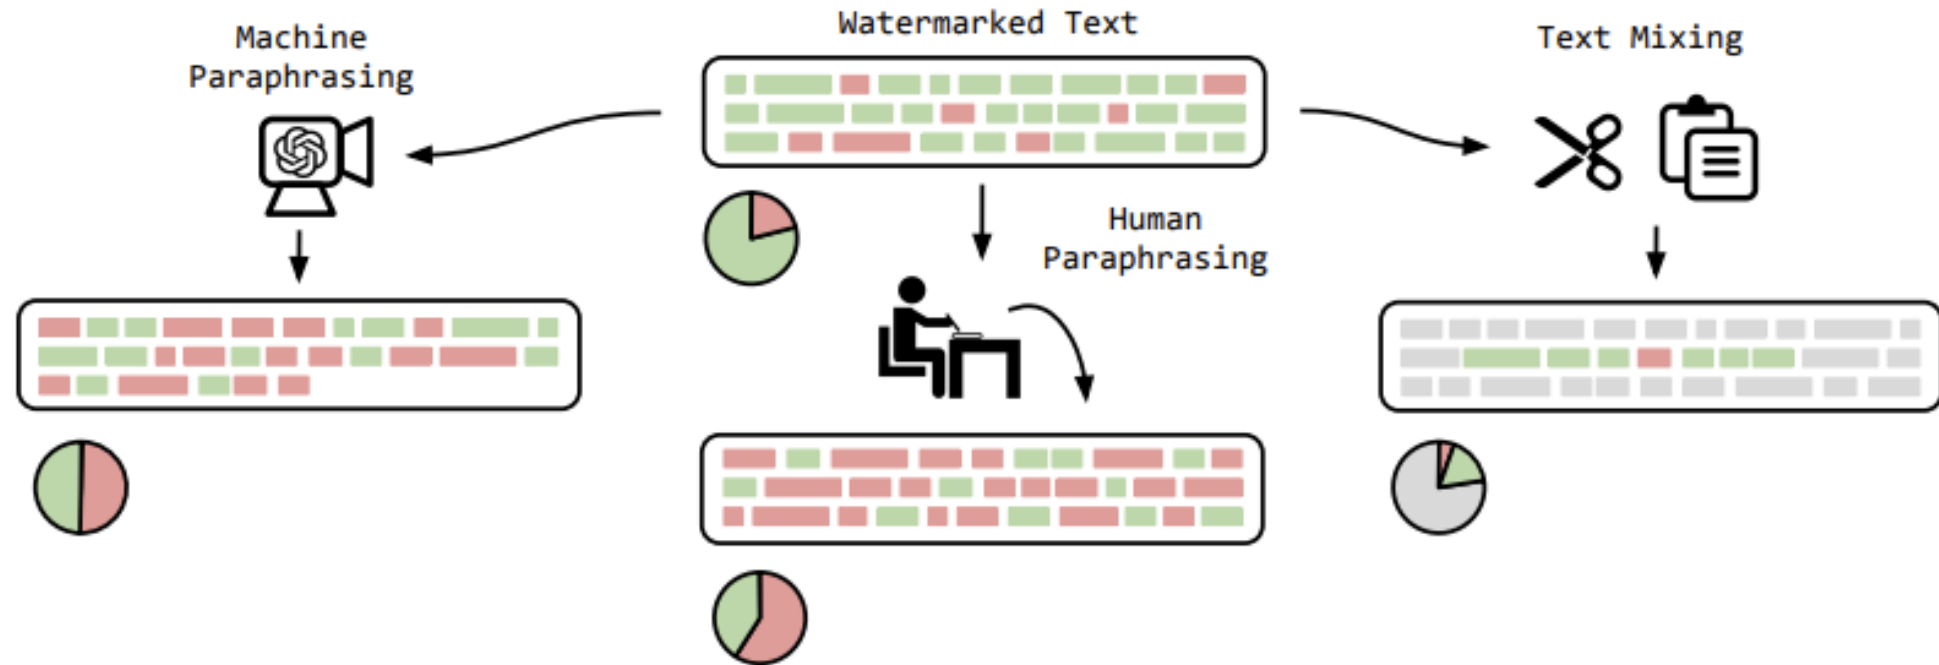 Machine
Paraphrasing
Watermarked Text
Text Mixing
Human
Paraphrasing